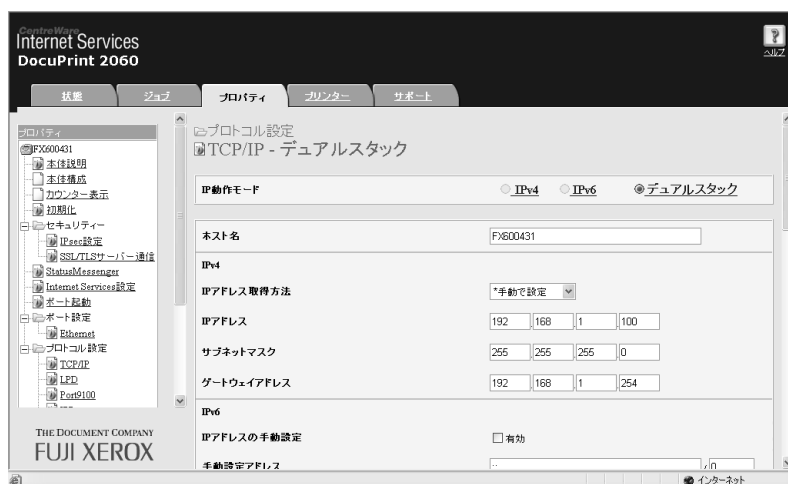 CentreWare
Internet Services
DocuPrint 2060
ヘルプ
状態
ジョブ
プロパティ
プリンター
サポート
プロパティ
FX600431
本体説明
本体構成
カウンター表示
初期化
セキュリティー
IPsec設定
SSL/TLSサーバー通信
StatusMessenger
Internet Services設定
ポート起動
ポート設定
Ethernet
プロトコル設定
TCP/IP
LPD
Port9100
THE DOCUMENT COMPANY
FUJI XEROX
プロトコル設定
TCP/IP - デュアルスタック
IP動作モード IPv4 IPv6 デュアルスタック
ホスト名 FX600431
IPv4
IPアドレス取得方法 *手動で設定
IPアドレス 192 .168 .1 .100
サブネットマスク 255 .255 .255 .0
ゲートウェイアドレス 192 .168 .1 .254
IPv6
IPアドレスの手動設定 有効
手動設定アドレス :: / 0
インターネット